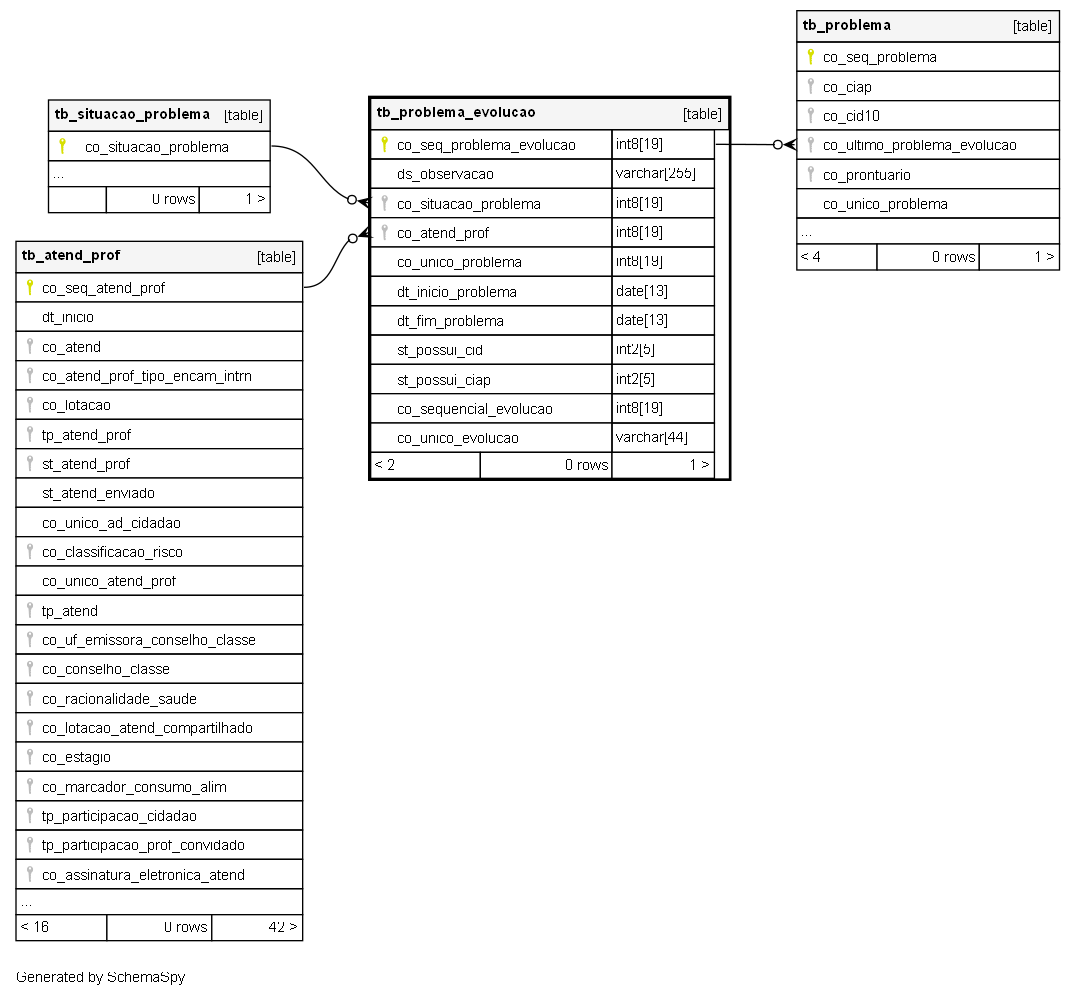 tb_situacao_problema [table]
co_situacao_problema
...
0 rows 1 >
tb_atend_prof [table]
co_seq_atend_prof
dt_inicio
co_atend
co_atend_prof_tipo_encam_intrn
co_lotacao
tp_atend_prof
st_atend_prof
st_atend_enviado
co_unico_ad_cidadao
co_classificacao_risco
co_unico_atend_prof
tp_atend
co_uf_emissora_conselho_classe
co_conselho_classe
co_racionalidade_saude
co_lotacao_atend_compartilhado
co_estagio
co_marcador_consumo_alim
tp_participacao_cidadao
tp_participacao_prof_convidado
co_assinatura_eletronica_atend
...
< 16 0 rows 42 >
tb_problema_evolucao [table]
co_seq_problema_evolucao int8[19]
ds_observacao varchar[255]
co_situacao_problema int8[19]
co_atend_prof int8[19]
co_unico_problema int8[19]
dt_inicio_problema date[13]
dt_fim_problema date[13]
st_possui_cid int2[5]
st_possui_ciap int2[5]
co_sequencial_evolucao int8[19]
co_unico_evolucao varchar[44]
< 2 0 rows 1 >
tb_problema [table]
co_seq_problema
co_ciap
co_cid10
co_ultimo_problema_evolucao
co_prontuario
co_unico_problema
...
< 4 0 rows 1 >
Generated by SchemaSpy